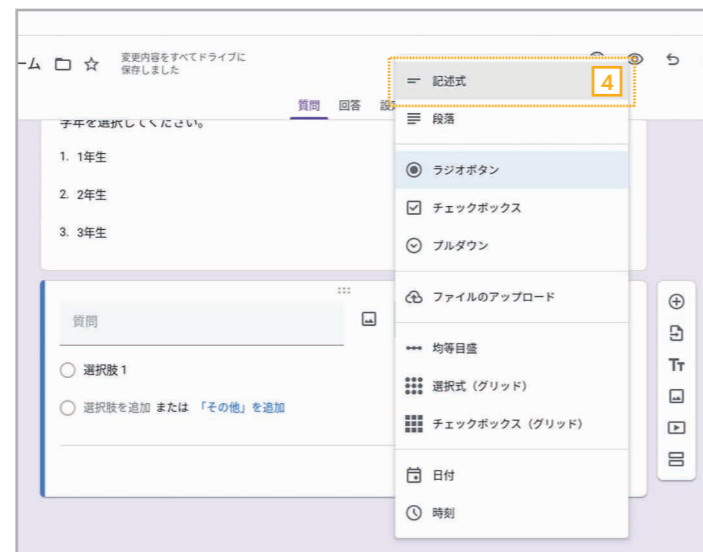 ーム
変更内容をすべてドライブに
保存しました
質問 回答 設
学年を選択してください。
1. 1年生
2. 2年生
3. 3年生
質問
選択肢 1
選択肢を追加 または 「その他」を追加
記述式
4
段落
ラジオボタン
チェックボックス
プルダウン
ファイルのアップロード
均等目盛
選択式(グリッド)
チェックボックス(グリッド)
日付
時刻
Tт